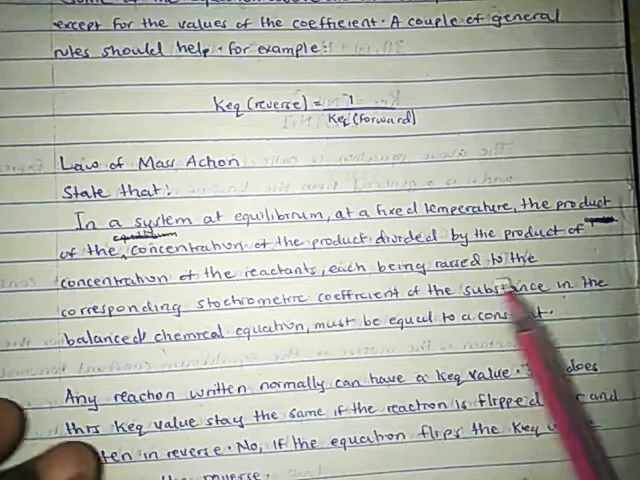 except for the values of the coefficient. A couple of general
rules should help. for example:
Keq (reverse) = 1
Keq (forward)
Law of Mass Action
State that:
In a system at equilibrium, at a fixed temperature, the product
of the equilibrium concentration of the product divided by the product of
concentration of the reactants, each being raised to the
corresponding stochrometric coefficient of the substance in the
balanced chemical equation, must be equal to a
Any reaction written normally can have a Keq value. does
this Keq value stay the same if the reaction is flipped and
in reverse. No, if the equation flips the Keq
inverse.